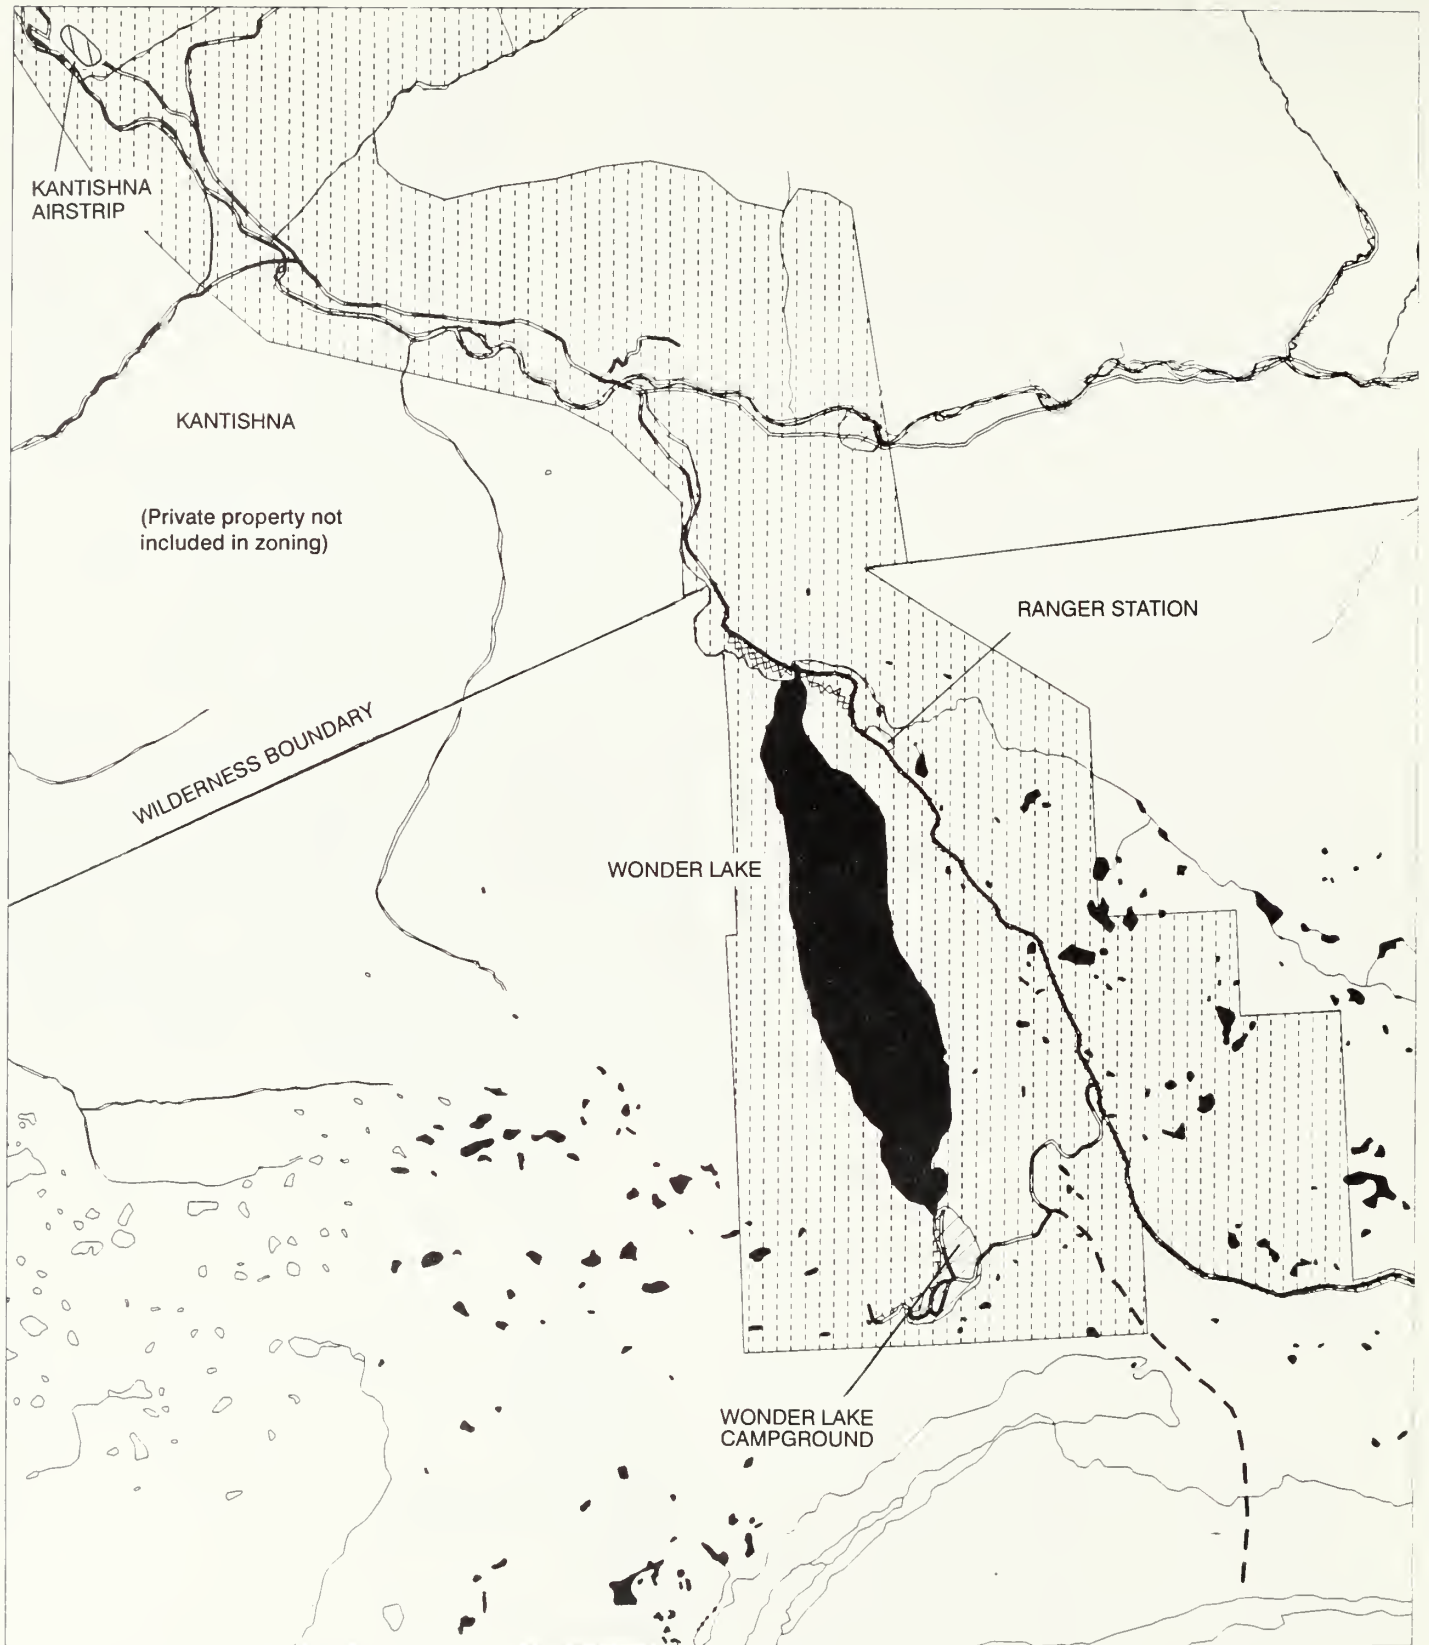 KANTISHNA
AIRSTRIP
KANTISHNA
(Private property not
included in zoning)
RANGER STATION
WILDERNESS BOUNDARY
WONDER LAKE
WONDER LAKE
CAMPGROUND